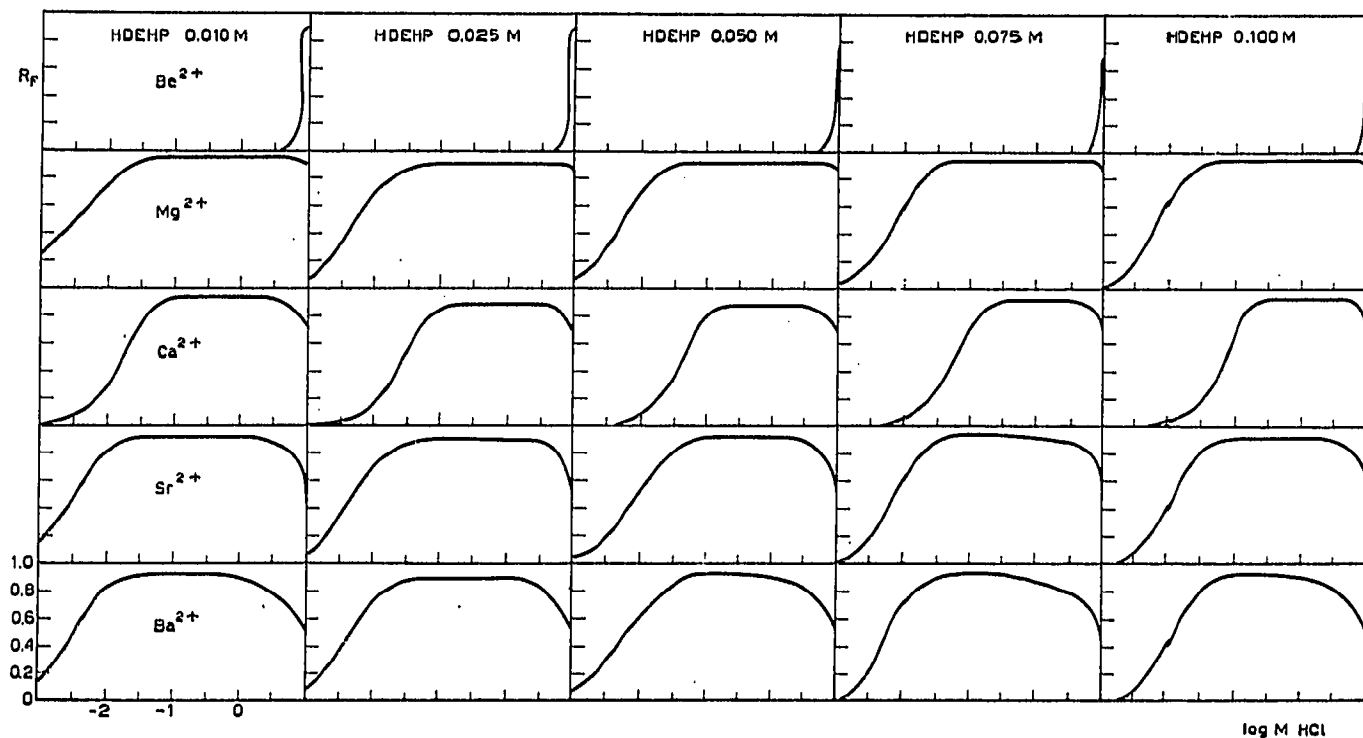 HDEHP 0.010 M
HDEHP 0.025 M
HDEHP 0.050 M
HDEHP 0.075 M
HDEHP 0.100 M
RF
Be2+
Mg2+
Ca2+
Sr2+
1.0
0.8
0.6
Ba2+
0.4
0.2
0
-2 -1 0
log M HCl